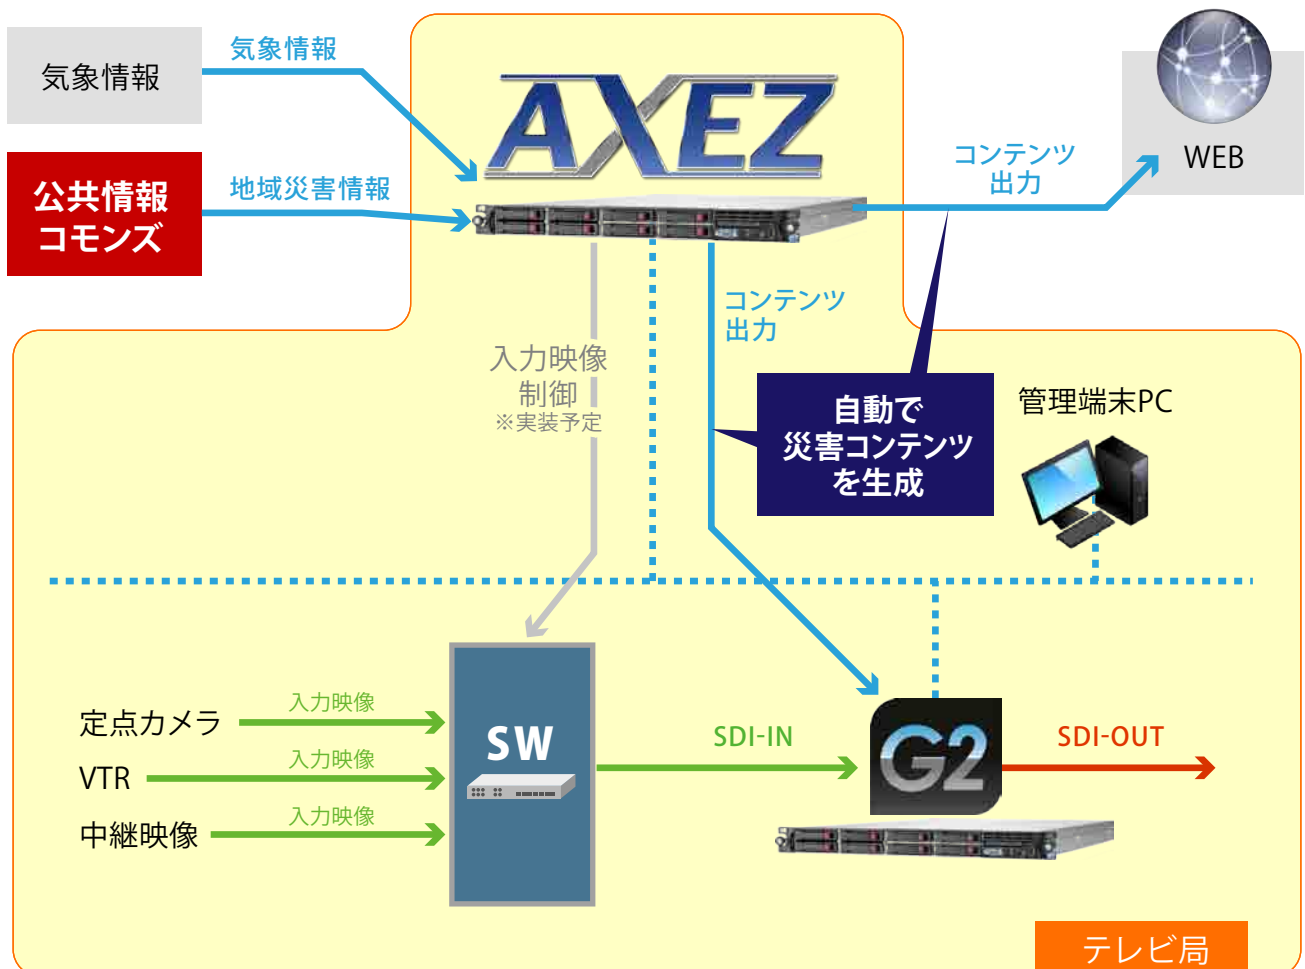 気象情報
気象情報
公共情報
コモンズ
地域災害情報
AXEZ
コンテンツ
出力
WEB
コンテンツ
出力
入力映像
制御
※実装予定
自動で
災害コンテンツ
を生成
管理端末PC
定点カメラ
入力映像
VTR
入力映像
中継映像
入力映像
SW
SDI-IN
G2
SDI-OUT
テレビ局